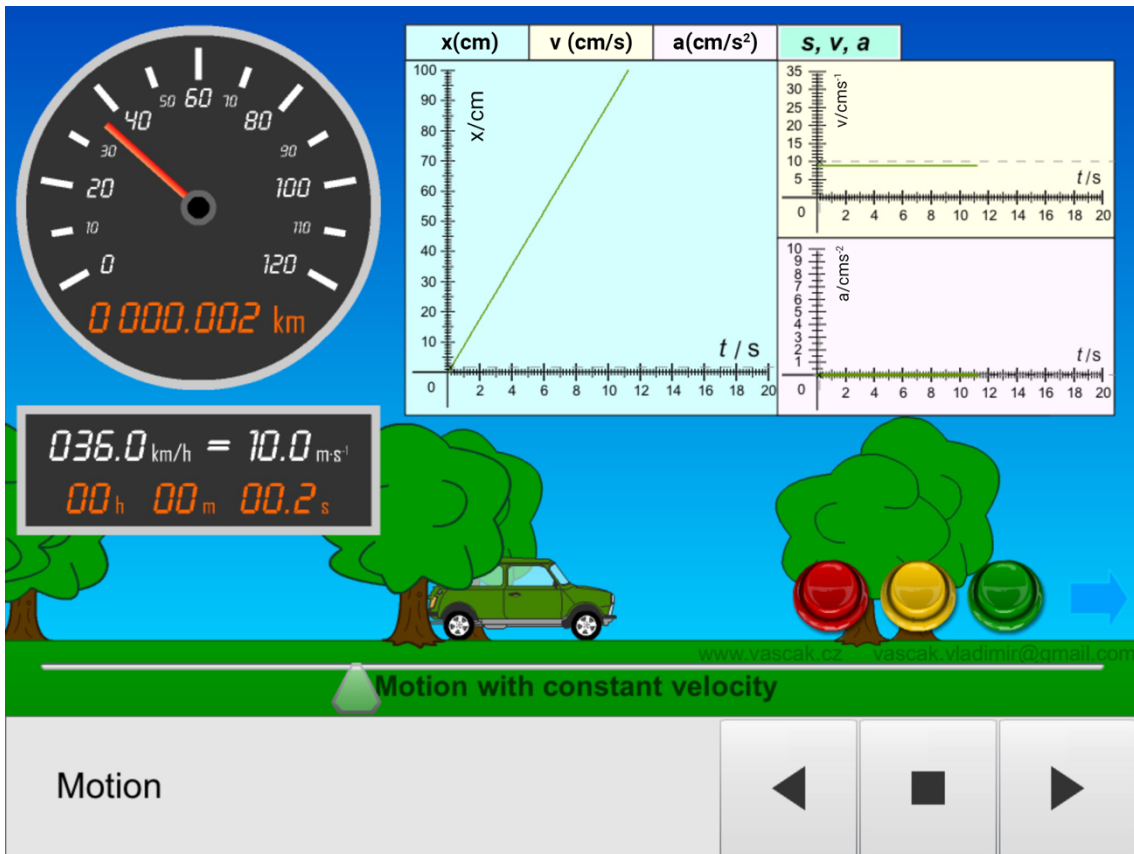 x(cm) v (cm/s) a(cm/s²) s, v, a
0 10 20 30 40 50 60 70 80 90 100 110 120
0 000.002 km
036.0 km/h = 10.0 m·s⁻¹
00 h 00 m 00.2 s
100
90
80
70
60
50
40
30
20
10
x/cm
t / s
0 2 4 6 8 10 12 14 16 18 20
35
30
25
20
15
10
5
v/cms⁻¹
t /s
0 2 4 6 8 10 12 14 16 18 20
10
9
8
7
6
5
4
3
2
1
a/cms⁻²
t /s
0 2 4 6 8 10 12 14 16 18 20
www.vascak.cz vascak.vladimir@gmail.com
Motion with constant velocity
Motion